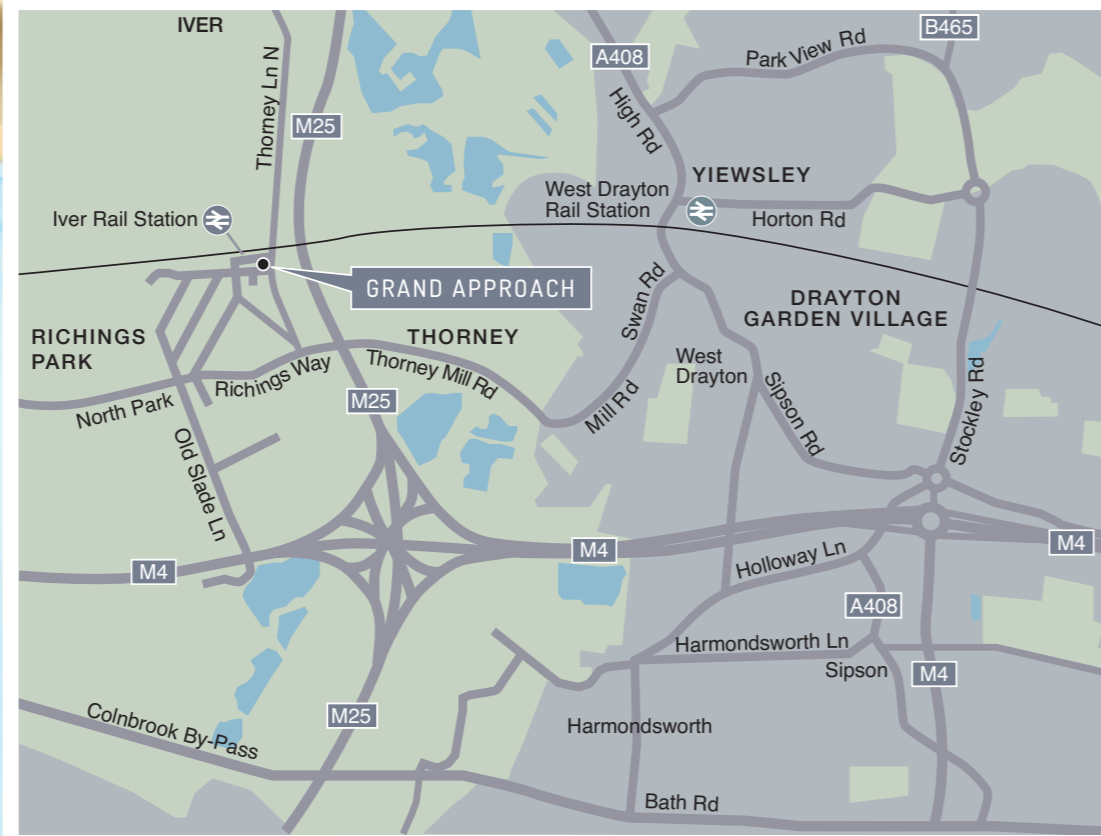 IVER
B465
A408
Park View Rd
Thorney Ln N
M25
High Rd
YIEWSLEY
West Drayton
Rail Station
Iver Rail Station
Horton Rd
GRAND APPROACH
DRAYTON
GARDEN VILLAGE
Swan Rd
RICHINGS
PARK
THORNEY
Thorney Mill Rd
West
Drayton
Richings Way
M25
North Park
Mill Rd
Sipson Rd
Stockley Rd
Old Slade Ln
M4
M4
M4
Holloway Ln
A408
Harmondsworth Ln
Sipson
M4
M25
Harmondsworth
Colnbrook By-Pass
Bath Rd